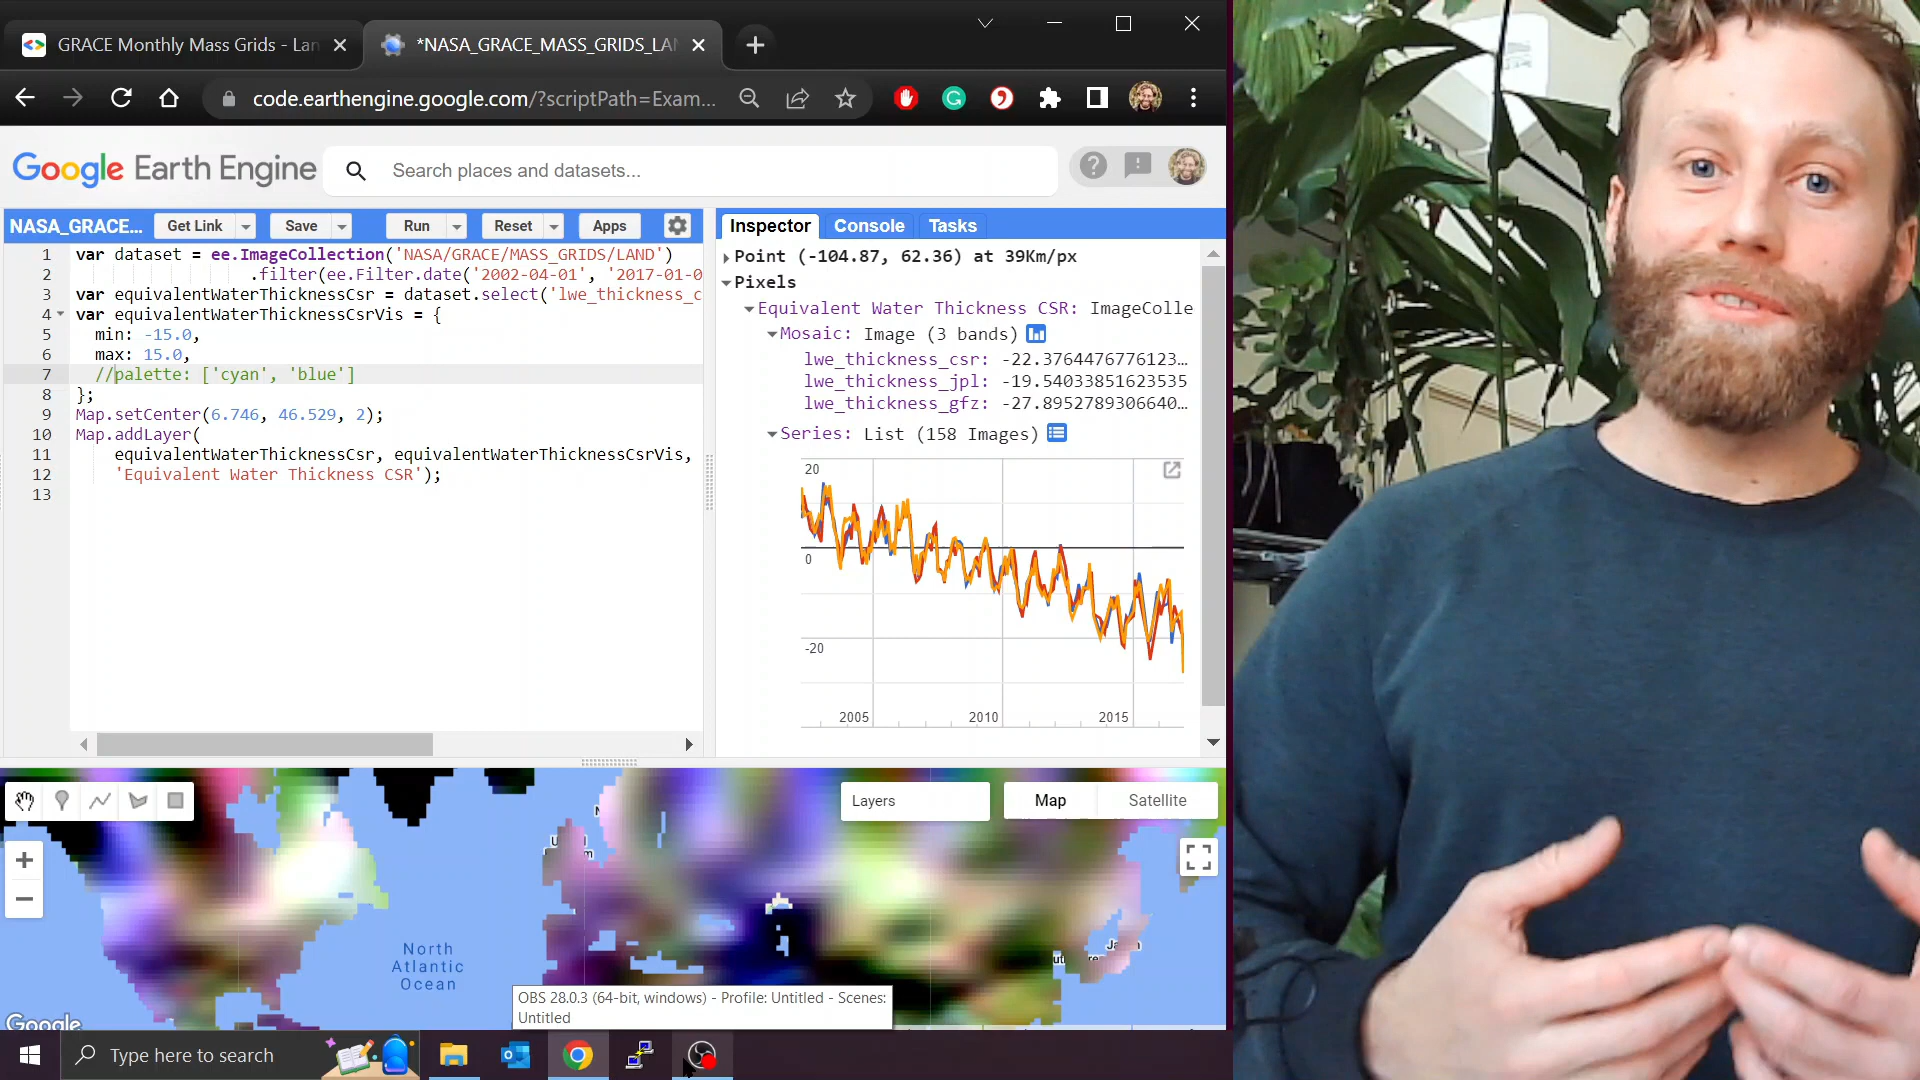 GRACE Monthly Mass Grids - Lan
*NASA_GRACE_MASS_GRIDS_LA
code.earthengine.google.com/?scriptPath=Exam...
Google Earth Engine
Search places and datasets...
NASA_GRACE...
Get Link
Save
Run
Reset
Apps
1 var dataset = ee.ImageCollection('NASA/GRACE/MASS_GRIDS/LAND')
2 .filter(ee.Filter.date('2002-04-01', '2017-01-0
3 var equivalentWaterThicknessCsr = dataset.select('lwe_thickness_c
4 var equivalentWaterThicknessCsrVis = {
5 min: -15.0,
6 max: 15.0,
7 //palette: ['cyan', 'blue']
8 };
9 Map.setCenter(6.746, 46.529, 2);
10 Map.addLayer(
11 equivalentWaterThicknessCsr, equivalentWaterThicknessCsrVis,
12 'Equivalent Water Thickness CSR');
13
Inspector
Console
Tasks
Point (-104.87, 62.36) at 39Km/px
Pixels
Equivalent Water Thickness CSR: ImageColle
Mosaic: Image (3 bands)
lwe_thickness_csr: -22.3764476776123...
lwe_thickness_jpl: -19.54033851623535
lwe_thickness_gfz: -27.8952789306640...
Series: List (158 Images)
20
0
-20
2005
2010
2015
Layers
Map
Satellite
North
Atlantic
Ocean
Google
OBS 28.0.3 (64-bit, windows) - Profile: Untitled - Scenes:
Untitled
Type here to search